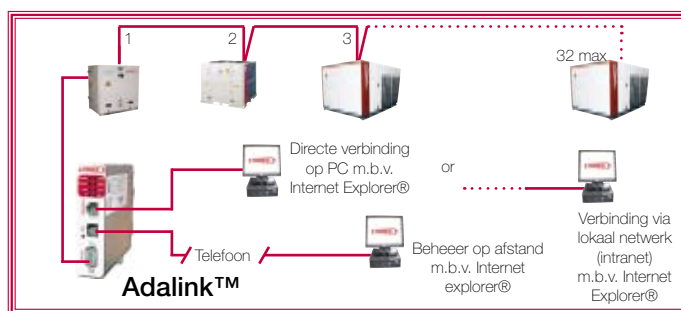 1
2
3
32 max
Directe verbinding
op PC m.b.v.
Internet Explorer®
or
Telefoon
Beheeer op afstand
m.b.v. Internet
explorer®
Verbinding via
lokaal netwerk
(intranet)
m.b.v. Internet
Explorer®
Adalink™